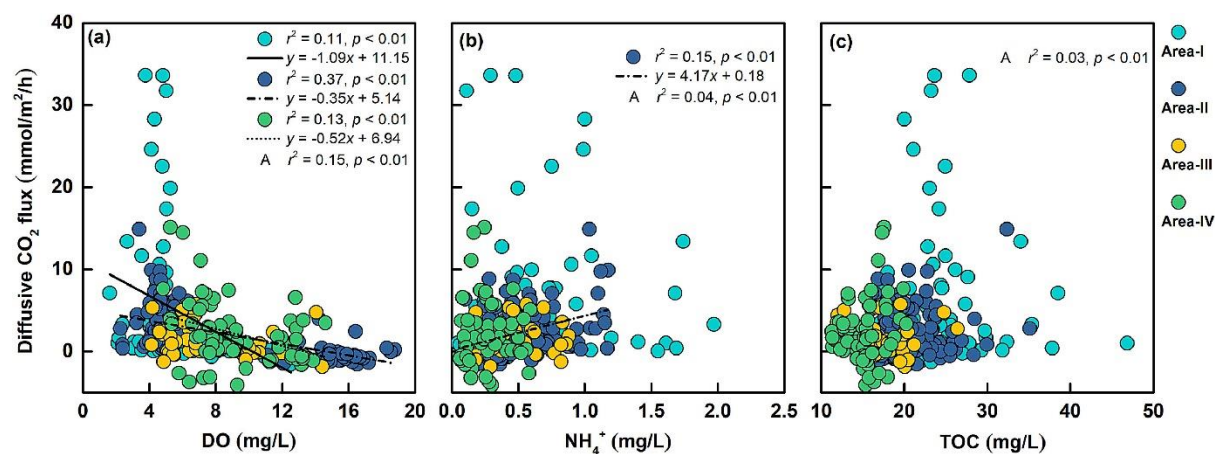 Diffusive CO₂ flux (mmol/m²/h)
40
30
20
10
0
(a)
r² = 0.11, p < 0.01
y = -1.09x + 11.15
r² = 0.37, p < 0.01
y = -0.35x + 5.14
r² = 0.13, p < 0.01
y = -0.52x + 6.94
A r² = 0.15, p < 0.01
0 4 8 12 16 20
DO (mg/L)
(b)
r² = 0.15, p < 0.01
y = 4.17x + 0.18
A r² = 0.04, p < 0.01
0.0 0.5 1.0 1.5 2.0 2.5
NH₄⁺ (mg/L)
(c)
A r² = 0.03, p < 0.01
10 20 30 40 50
TOC (mg/L)
Area-I
Area-II
Area-III
Area-IV